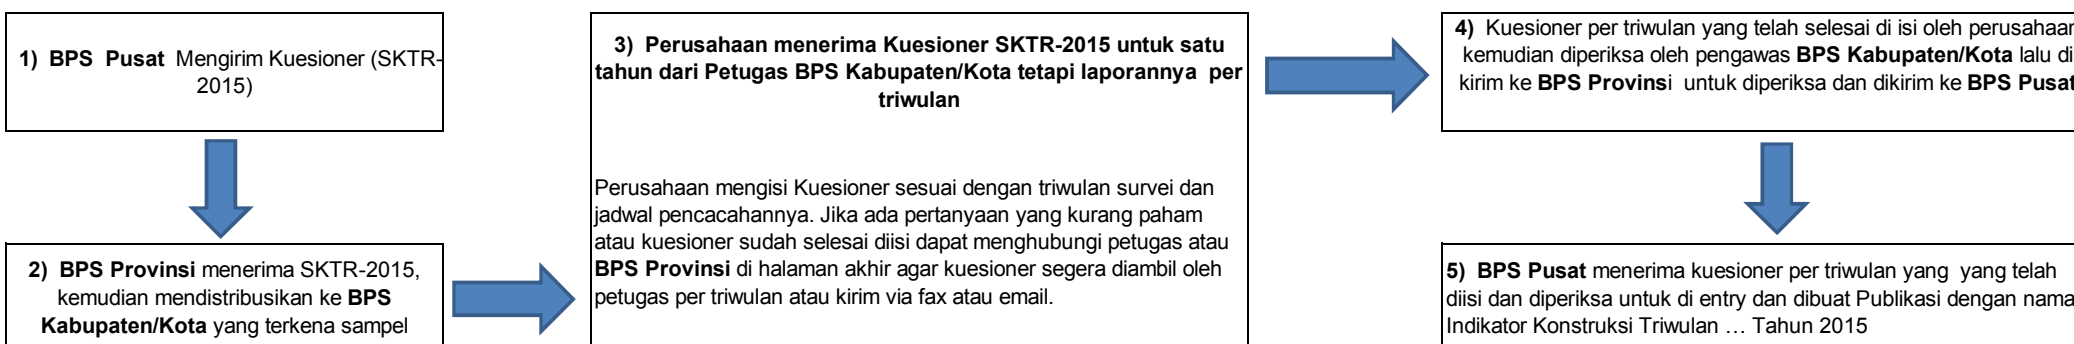 1) BPS Pusat Mengirim Kuesioner (SKTR-
2015)
2) BPS Provinsi menerima SKTR-2015,
kemudian mendistribusikan ke BPS
Kabupaten/Kota yang terkena sampel
3) Perusahaan menerima Kuesioner SKTR-2015 untuk satu
tahun dari Petugas BPS Kabupaten/Kota tetapi laporannya per
triwulan
Perusahaan mengisi Kuesioner sesuai dengan triwulan survei dan
jadwal pencacahannya. Jika ada pertanyaan yang kurang paham
atau kuesioner sudah selesai diisi dapat menghubungi petugas atau
BPS Provinsi di halaman akhir agar kuesioner segera diambil oleh
petugas per triwulan atau kirim via fax atau email.
4) Kuesioner per triwulan yang telah selesai di isi oleh perusahaan
kemudian diperiksa oleh pengawas BPS Kabupaten/Kota lalu di
kirim ke BPS Provinsi untuk diperiksa dan dikirim ke BPS Pusat
5) BPS Pusat menerima kuesioner per triwulan yang yang telah
diisi dan diperiksa untuk di entry dan dibuat Publikasi dengan nama
Indikator Konstruksi Triwulan … Tahun 2015